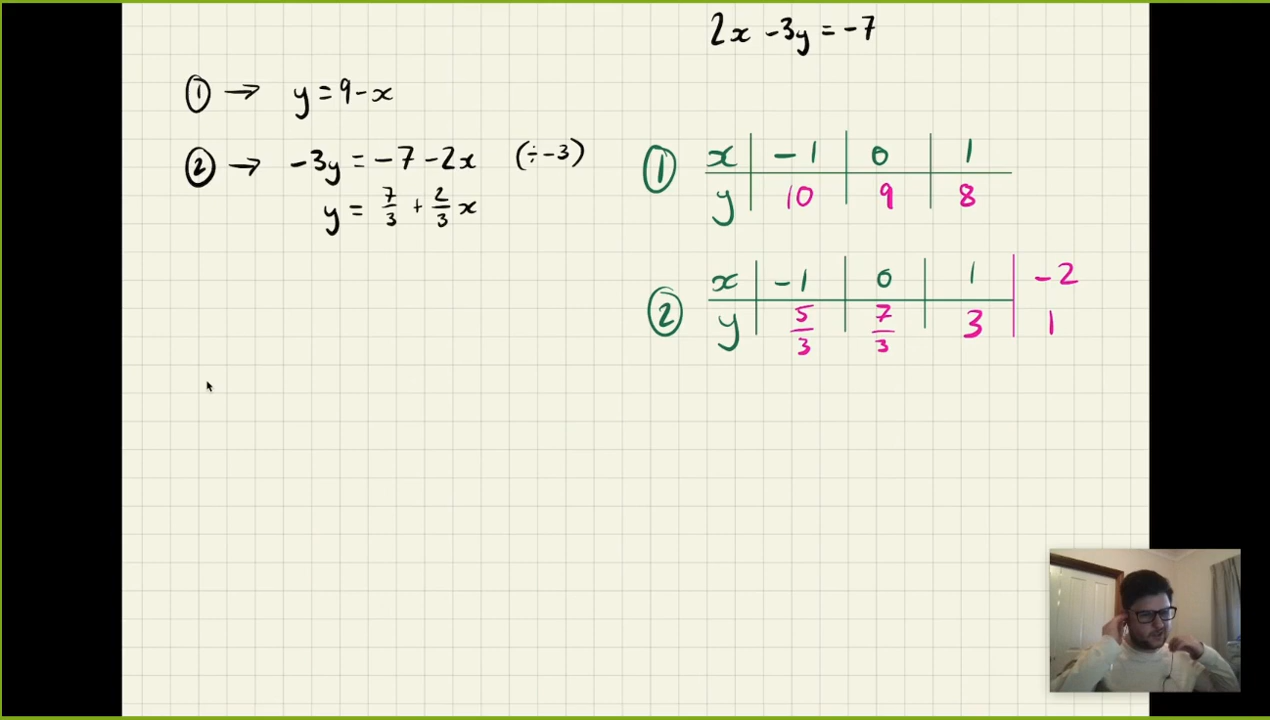 2x - 3y = -7
① → y = 9 - x
② → -3y = -7 - 2x (÷ -3)
y = 7/3 + 2/3 x
① x | -1 | 0 | 1
y | 10 | 9 | 8
② x | -1 | 0 | 1 | -2
y | 5/3 | 7/3 | 3 | 1